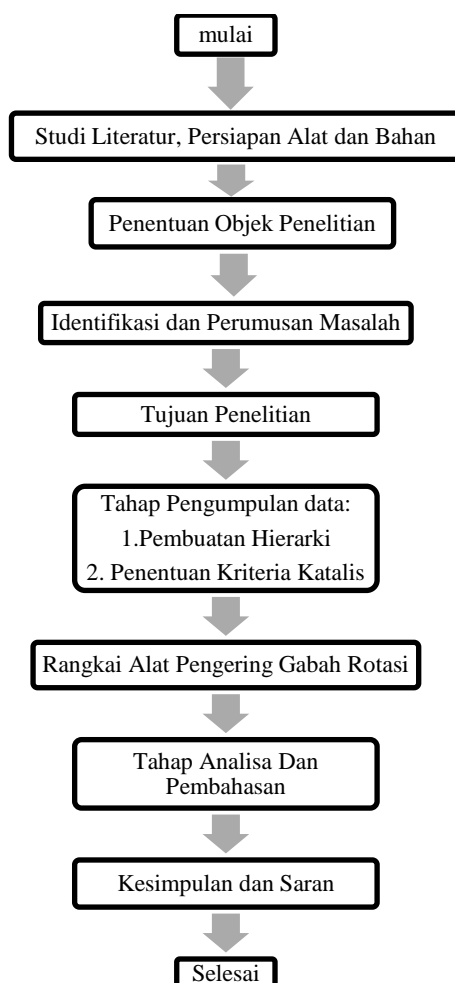 mulai
Studi Literatur, Persiapan Alat dan Bahan
Penentuan Objek Penelitian
Identifikasi dan Perumusan Masalah
Tujuan Penelitian
Tahap Pengumpulan data:
1.Pembuatan Hierarki
2. Penentuan Kriteria Katalis
Rangkai Alat Pengering Gabah Rotasi
Tahap Analisa Dan
Pembahasan
Kesimpulan dan Saran
Selesai